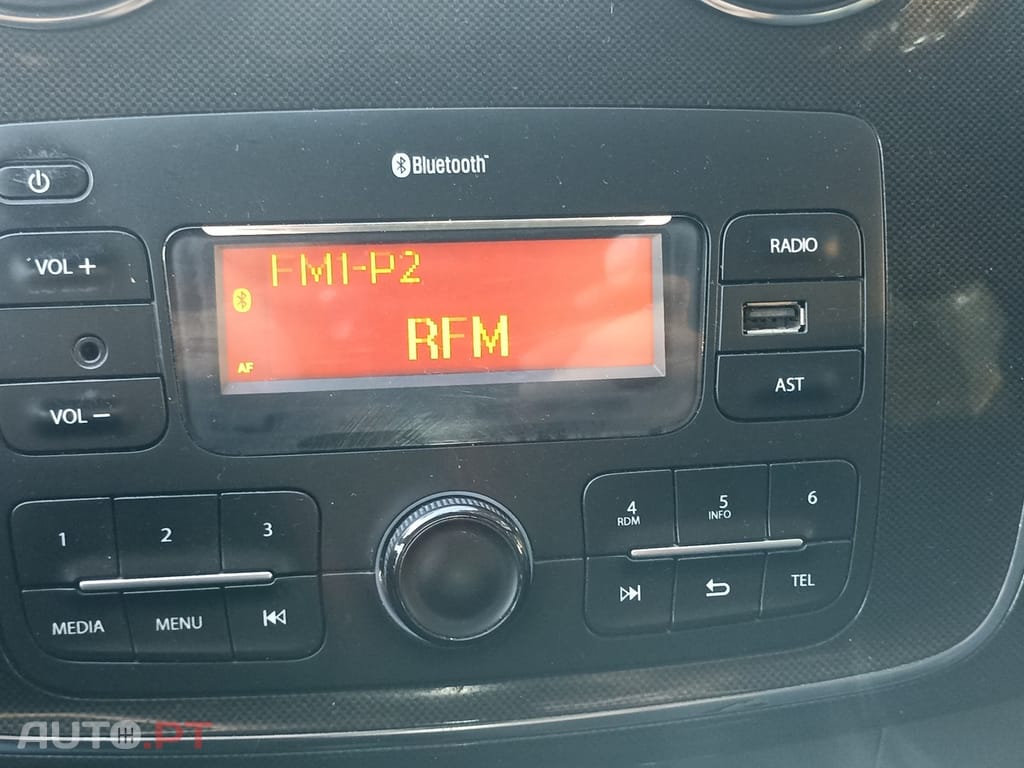 Bluetooth™
VOL +
RADIO
FM1-P2
RFM
AF
AST
VOL −
1
2
3
4
RDM
5
INFO
6
MEDIA
MENU
TEL
AUTO.PT